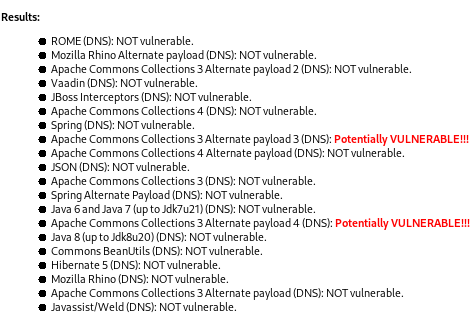 Results:
ROME (DNS): NOT vulnerable.
Mozilla Rhino Alternate payload (DNS): NOT vulnerable.
Apache Commons Collections 3 Alternate payload 2 (DNS): NOT vulnerable.
Vaadin (DNS): NOT vulnerable.
JBoss Interceptors (DNS): NOT vulnerable.
Apache Commons Collections 4 (DNS): NOT vulnerable.
Spring (DNS): NOT vulnerable.
Apache Commons Collections 3 Alternate payload 3 (DNS): Potentially VULNERABLE!!!
Apache Commons Collections 4 Alternate payload (DNS): NOT vulnerable.
JSON (DNS): NOT vulnerable.
Apache Commons Collections 3 (DNS): NOT vulnerable.
Spring Alternate Payload (DNS): NOT vulnerable.
Java 6 and Java 7 (up to Jdk7u21) (DNS): NOT vulnerable.
Apache Commons Collections 3 Alternate payload 4 (DNS): Potentially VULNERABLE!!!
Java 8 (up to Jdk8u20) (DNS): NOT vulnerable.
Commons BeanUtils (DNS): NOT vulnerable.
Hibernate 5 (DNS): NOT vulnerable.
Mozilla Rhino (DNS): NOT vulnerable.
Apache Commons Collections 3 Alternate payload (DNS): NOT vulnerable.
Javassist/Weld (DNS): NOT vulnerable.